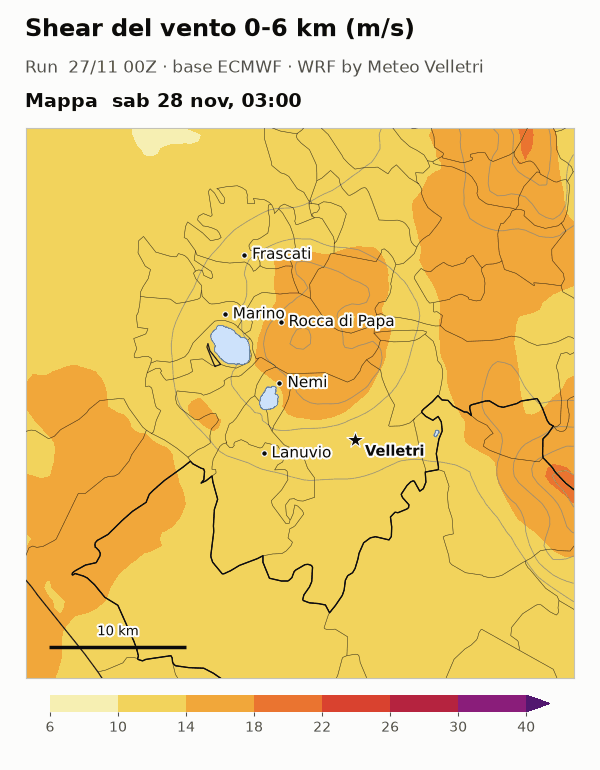 Shear del vento 0-6 km (m/s)
Run  27/11 00Z · base ECMWF · WRF by Meteo Velletri
Mappa  sab 28 nov, 03:00
Frascati
Marino
Rocca di Papa
Nemi
Velletri
Lanuvio
10 km
6 10 14 18 22 26 30 40